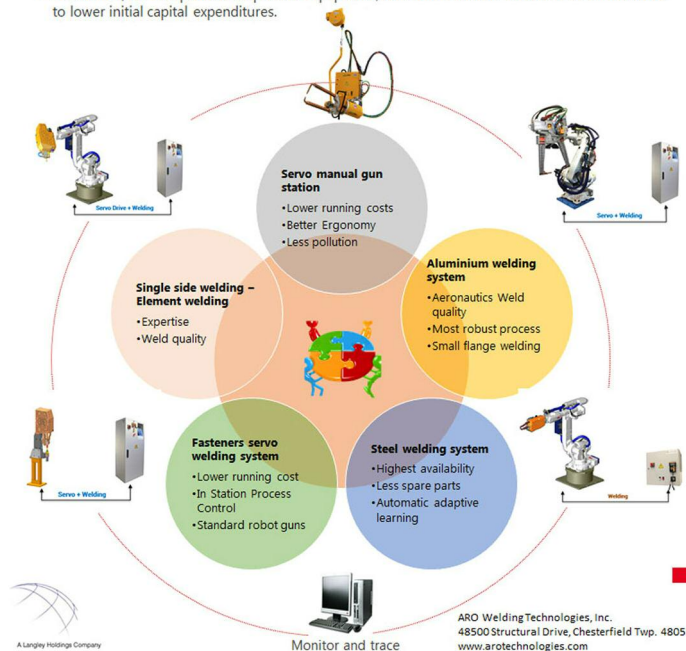 to lower initial capital expenditures.
Servo manual gun
station
•Lower running costs
•Better Ergonomy
•Less pollution
Servo Drive + Welding
Servo + Welding
Single side welding –
Element welding
•Expertise
•Weld quality
Aluminium welding
system
•Aeronautics Weld
quality
•Most robust process
•Small flange welding
Fasteners servo
welding system
•Lower running cost
•In Station Process
Control
•Standard robot guns
Steel welding system
•Highest availability
•Less spare parts
•Automatic adaptive
learning
Servo + Welding
Welding
Monitor and trace
A Langley Holdings Company
ARO Welding Technologies, Inc.
48500 Structural Drive, Chesterfield Twp. 4805
www.arotechnologies.com